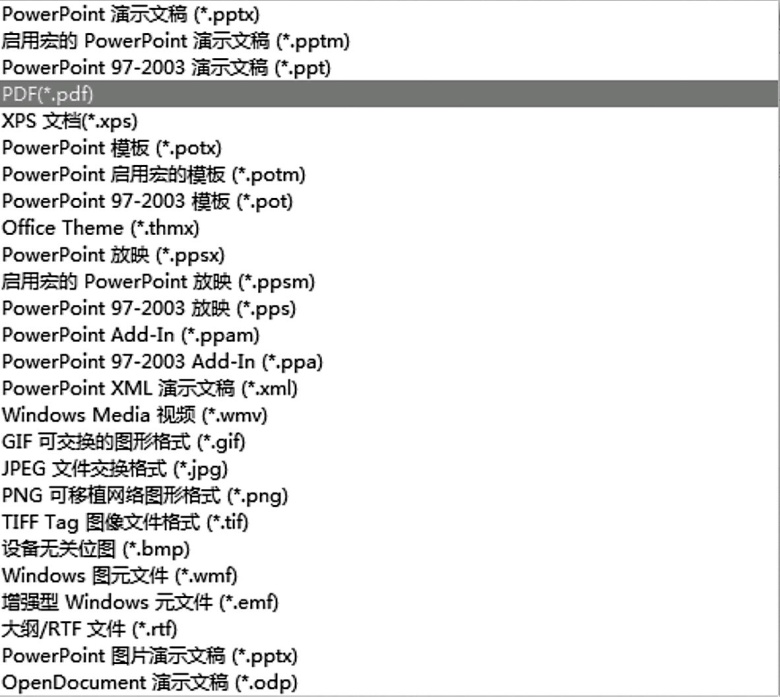 PowerPoint 演示文稿 (*.pptx)
启用宏的 PowerPoint 演示文稿 (*.pptm)
PowerPoint 97-2003 演示文稿 (*.ppt)
PDF(*.pdf)
XPS 文档(*.xps)
PowerPoint 模板 (*.potx)
PowerPoint 启用宏的模板 (*.potm)
PowerPoint 97-2003 模板 (*.pot)
Office Theme (*.thmx)
PowerPoint 放映 (*.ppsx)
启用宏的 PowerPoint 放映 (*.ppsm)
PowerPoint 97-2003 放映 (*.pps)
PowerPoint Add-In (*.ppam)
PowerPoint 97-2003 Add-In (*.ppa)
PowerPoint XML 演示文稿 (*.xml)
Windows Media 视频 (*.wmv)
GIF 可交换的图形格式 (*.gif)
JPEG 文件交换格式 (*.jpg)
PNG 可移植网络图形格式 (*.png)
TIFF Tag 图像文件格式 (*.tif)
设备无关位图 (*.bmp)
Windows 图元文件 (*.wmf)
增强型 Windows 元文件 (*.emf)
大纲/RTF 文件 (*.rtf)
PowerPoint 图片演示文稿 (*.pptx)
OpenDocument 演示文稿 (*.odp)